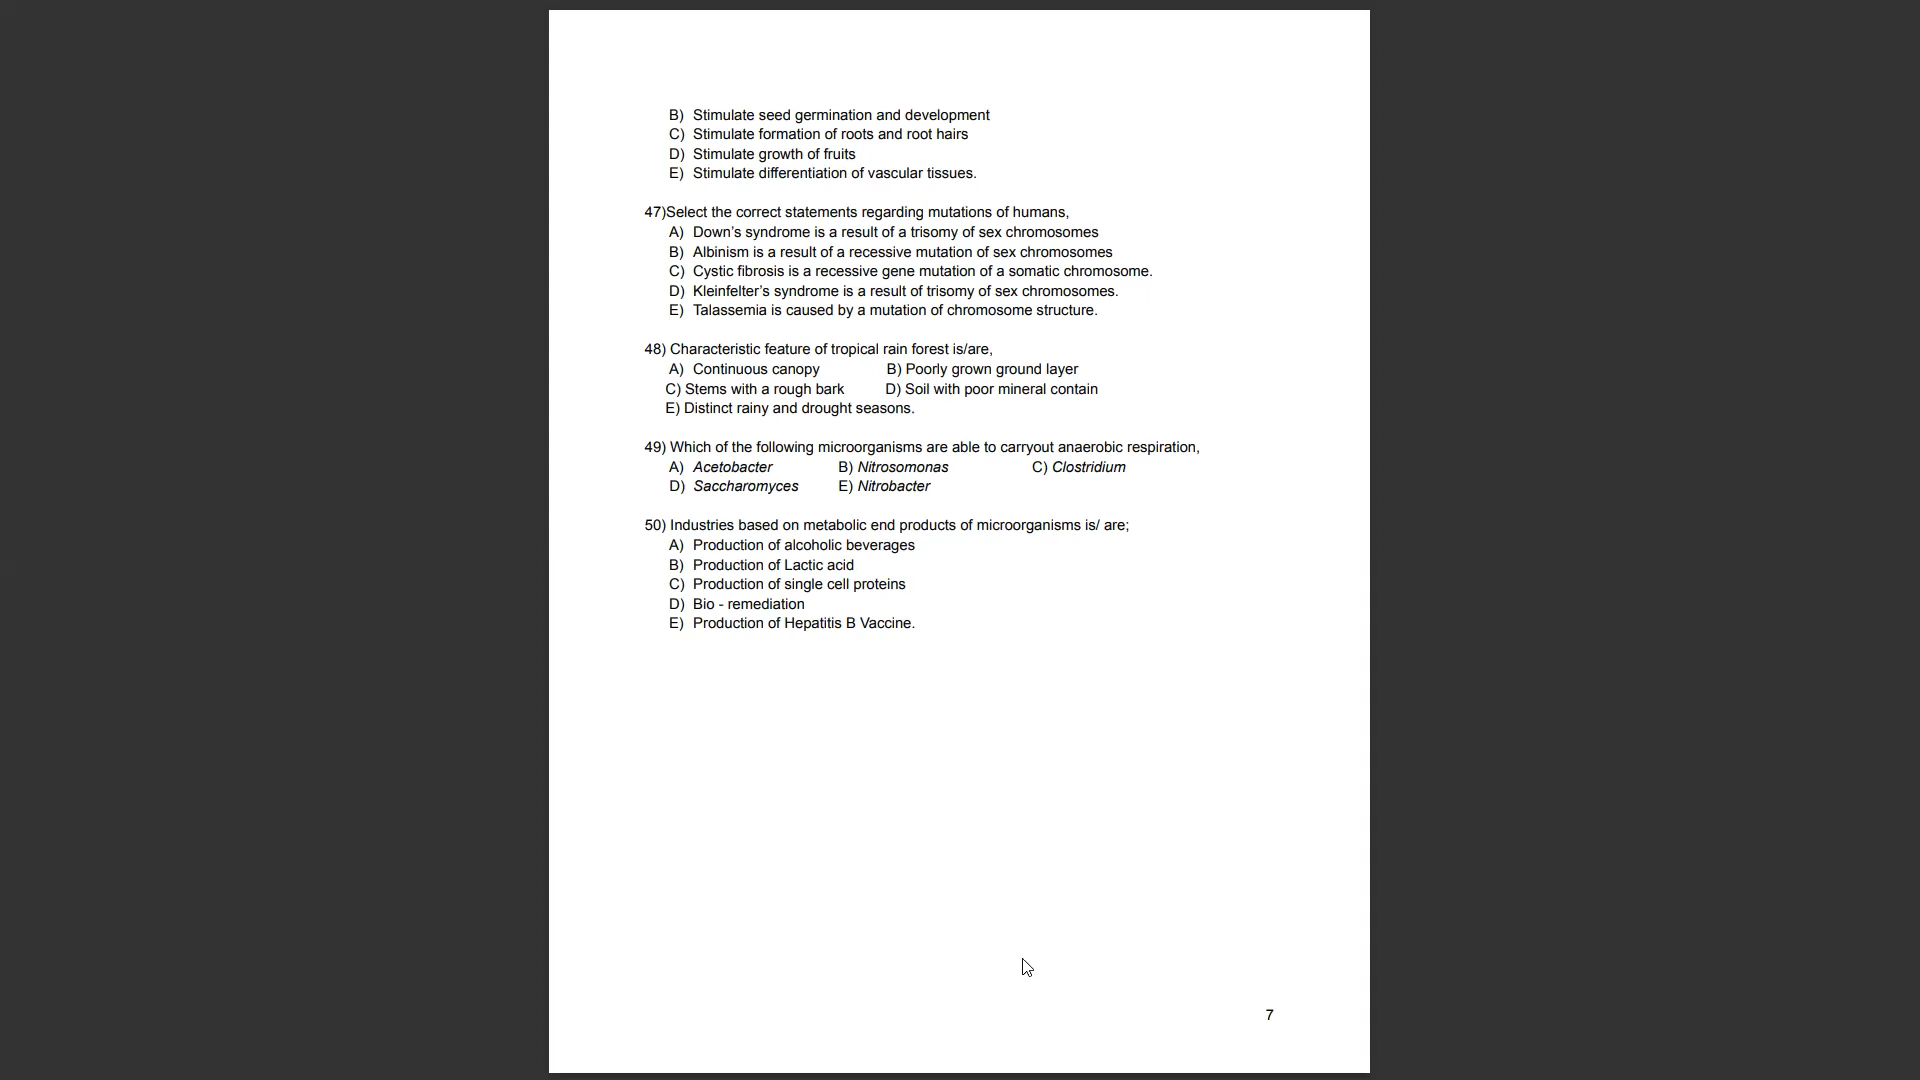 B) Stimulate seed germination and development
C) Stimulate formation of roots and root hairs
D) Stimulate growth of fruits
E) Stimulate differentiation of vascular tissues.
47)Select the correct statements regarding mutations of humans,
A) Down's syndrome is a result of a trisomy of sex chromosomes
B) Albinism is a result of a recessive mutation of sex chromosomes
C) Cystic fibrosis is a recessive gene mutation of a somatic chromosome.
D) Kleinfelter's syndrome is a result of trisomy of sex chromosomes.
E) Talassemia is caused by a mutation of chromosome structure.
48) Characteristic feature of tropical rain forest is/are,
A) Continuous canopy B) Poorly grown ground layer
C) Stems with a rough bark D) Soil with poor mineral contain
E) Distinct rainy and drought seasons.
49) Which of the following microorganisms are able to carryout anaerobic respiration,
A) Acetobacter B) Nitrosomonas C) Clostridium
D) Saccharomyces E) Nitrobacter
50) Industries based on metabolic end products of microorganisms is/ are;
A) Production of alcoholic beverages
B) Production of Lactic acid
C) Production of single cell proteins
D) Bio - remediation
E) Production of Hepatitis B Vaccine.
7